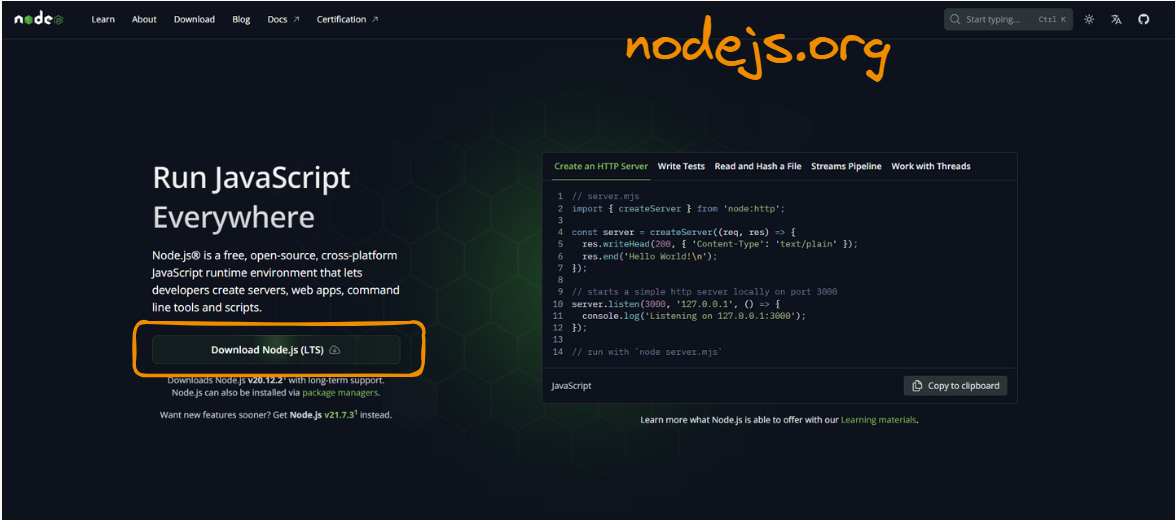 node
Learn About Download Blog Docs ↗ Certification ↗
Start typing... Ctrl K
nodejs.org
Run JavaScript
Everywhere
Node.js® is a free, open-source, cross-platform
JavaScript runtime environment that lets
developers create servers, web apps, command
line tools and scripts.
Download Node.js (LTS)
Downloads Node.js v20.12.2¹ with long-term support.
Node.js can also be installed via package managers.
Want new features sooner? Get Node.js v21.7.3¹ instead.
Create an HTTP Server Write Tests Read and Hash a File Streams Pipeline Work with Threads
1 // server.mjs
2 import { createServer } from 'node:http';
3
4 const server = createServer((req, res) => {
5   res.writeHead(200, { 'Content-Type': 'text/plain' });
6   res.end('Hello World!\n');
7 });
8
9 // starts a simple http server locally on port 3000
10 server.listen(3000, '127.0.0.1', () => {
11   console.log('Listening on 127.0.0.1:3000');
12 });
13
14 // run with `node server.mjs`
JavaScript
Copy to clipboard
Learn more what Node.js is able to offer with our Learning materials.